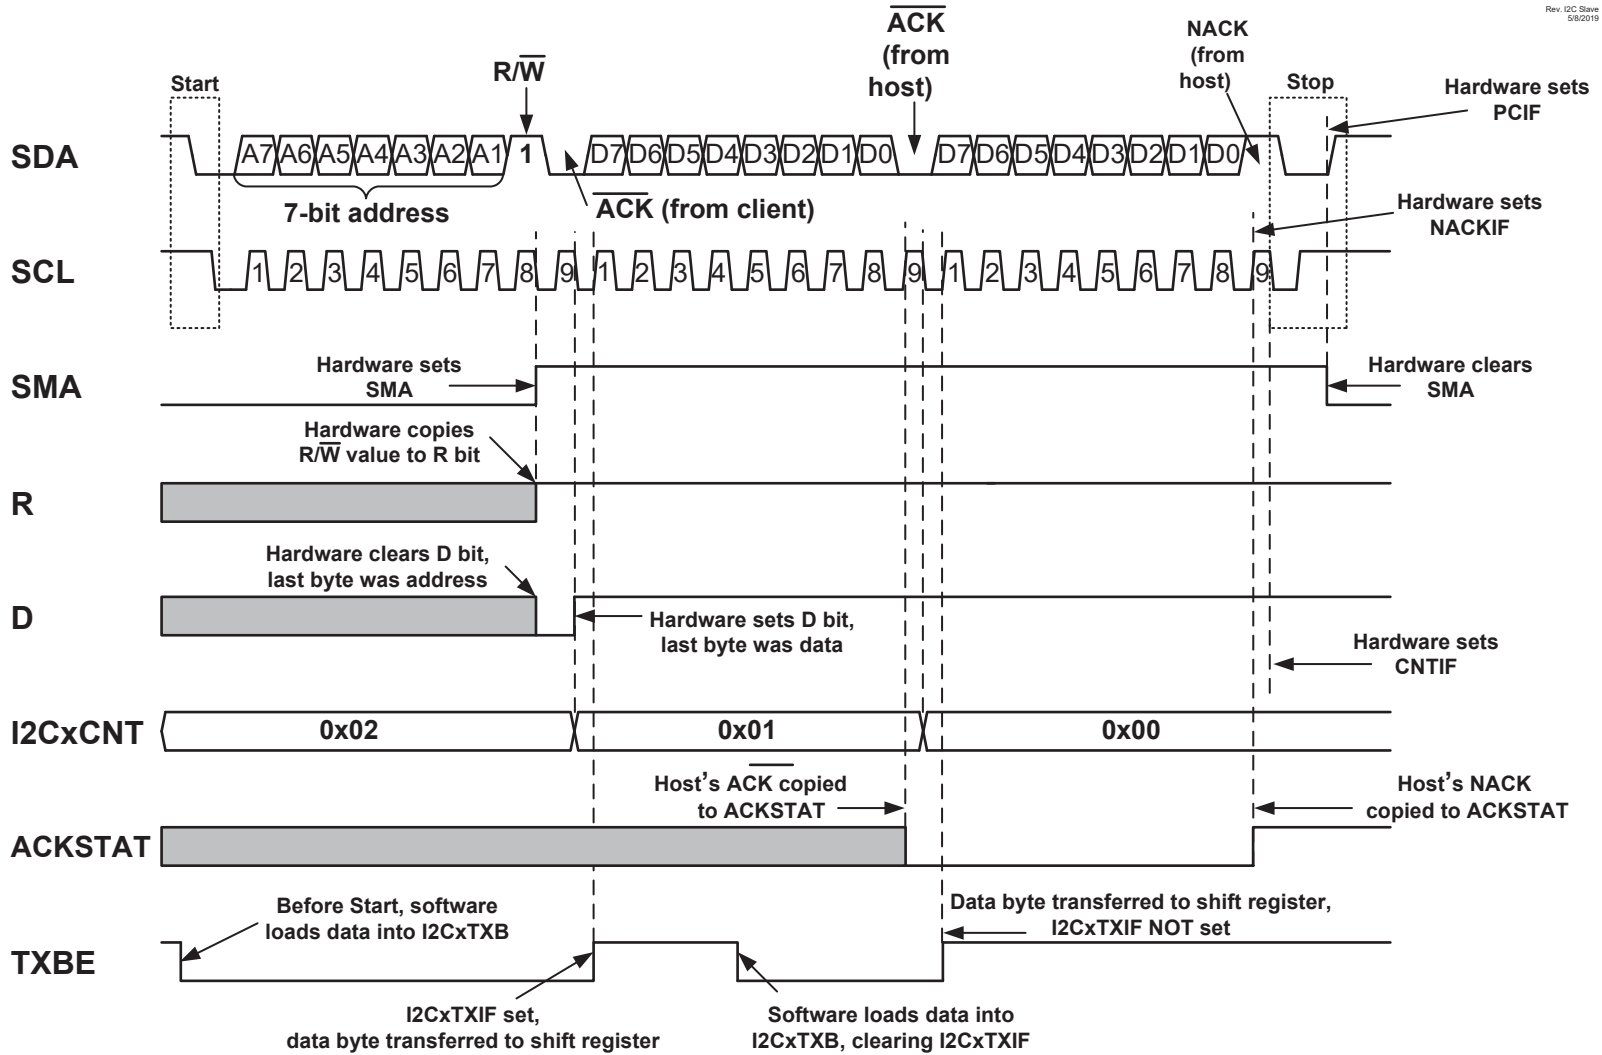 Rev. I2C Slave
5/8/2019
ACK
(from
host)
NACK
(from
host)
R/W
Start
Stop
Hardware sets
PCIF
SDA
A7 A6 A5 A4 A3 A2 A1 1 D7 D6 D5 D4 D3 D2 D1 D0 D7 D6 D5 D4 D3 D2 D1 D0
7-bit address
ACK (from client)
Hardware sets
NACKIF
SCL
1 2 3 4 5 6 7 8 9 1 2 3 4 5 6 7 8 9 1 2 3 4 5 6 7 8 9
SMA
Hardware sets
SMA
Hardware clears
SMA
Hardware copies
R/W value to R bit
R
Hardware clears D bit,
last byte was address
D
Hardware sets D bit,
last byte was data
Hardware sets
CNTIF
I2CxCNT
0x02
0x01
0x00
Host's ACK copied
to ACKSTAT
Host's NACK
copied to ACKSTAT
ACKSTAT
Before Start, software
loads data into I2CxTXB
Data byte transferred to shift register,
I2CxTXIF NOT set
TXBE
I2CxTXIF set,
data byte transferred to shift register
Software loads data into
I2CxTXB, clearing I2CxTXIF